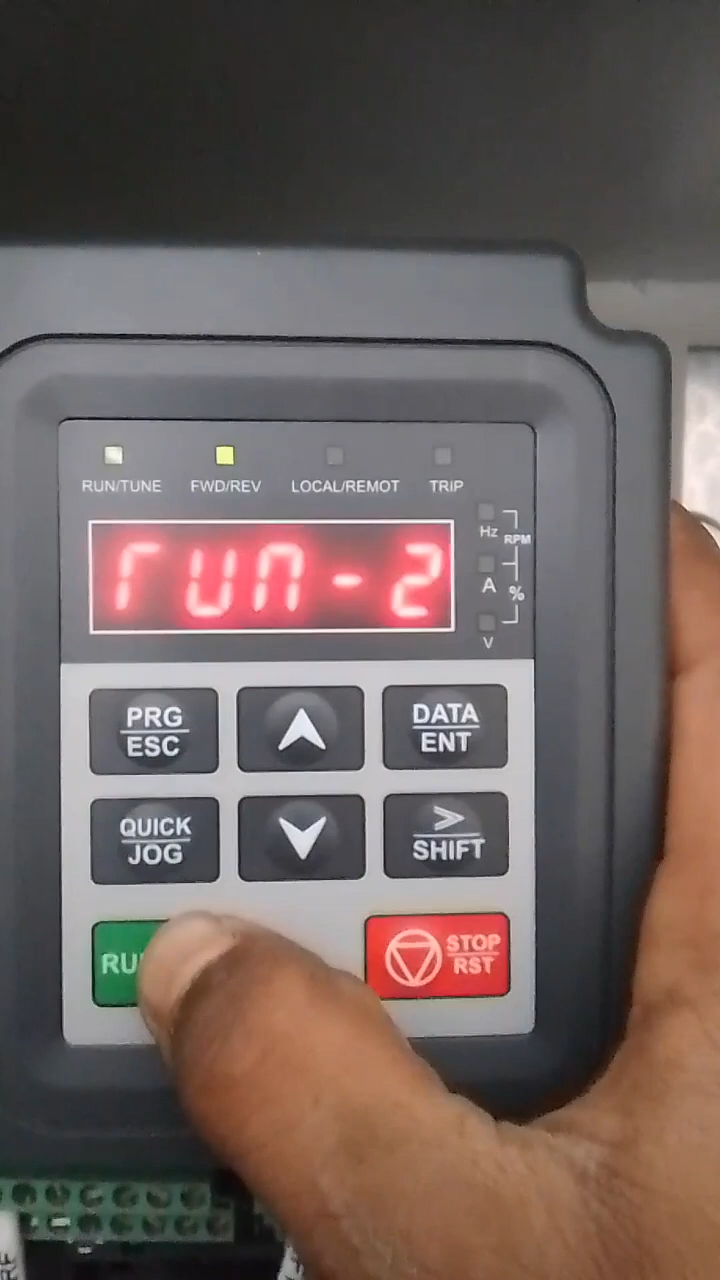 RUN/TUNE FWD/REV LOCAL/REMOT TRIP
Hz
RPM
A
%
V
run-2
PRG
ESC
DATA
ENT
QUICK
JOG
SHIFT
RU
STOP
RST